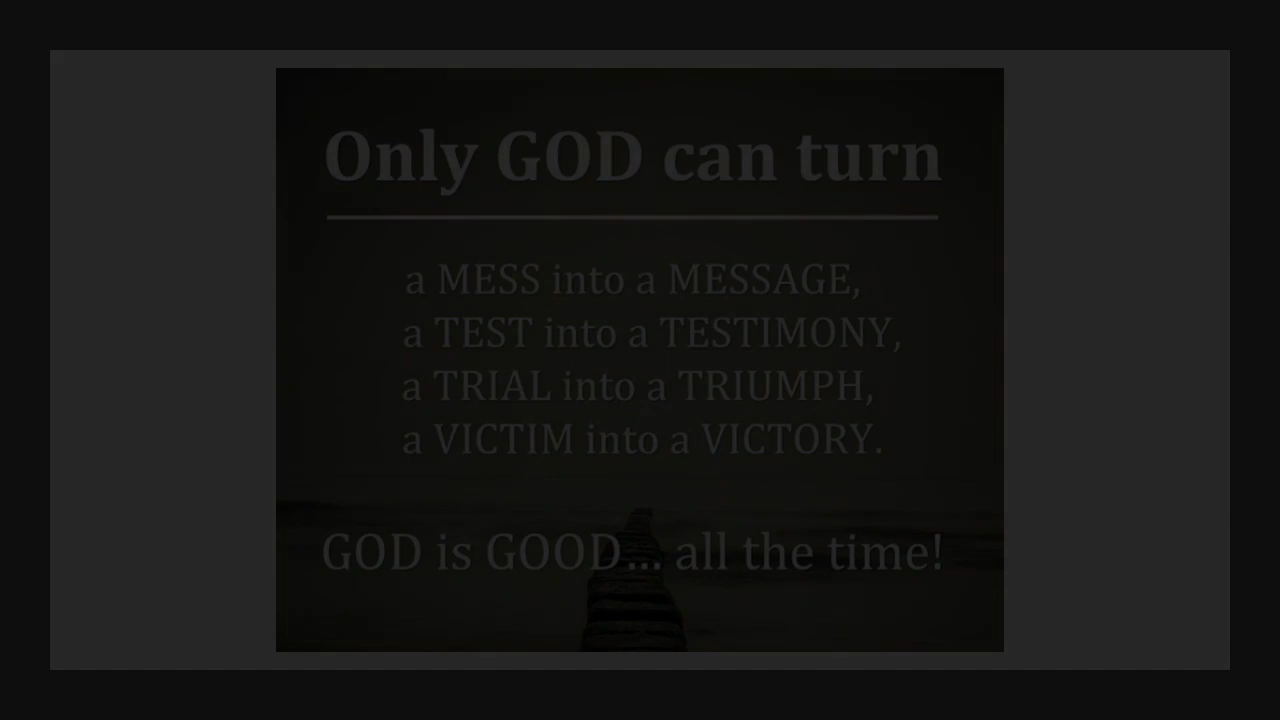 Only GOD can turn
a MESS into a MESSAGE,
a TEST into a TESTIMONY,
a TRIAL into a TRIUMPH,
a VICTIM into a VICTORY.
GOD is GOOD... all the time!